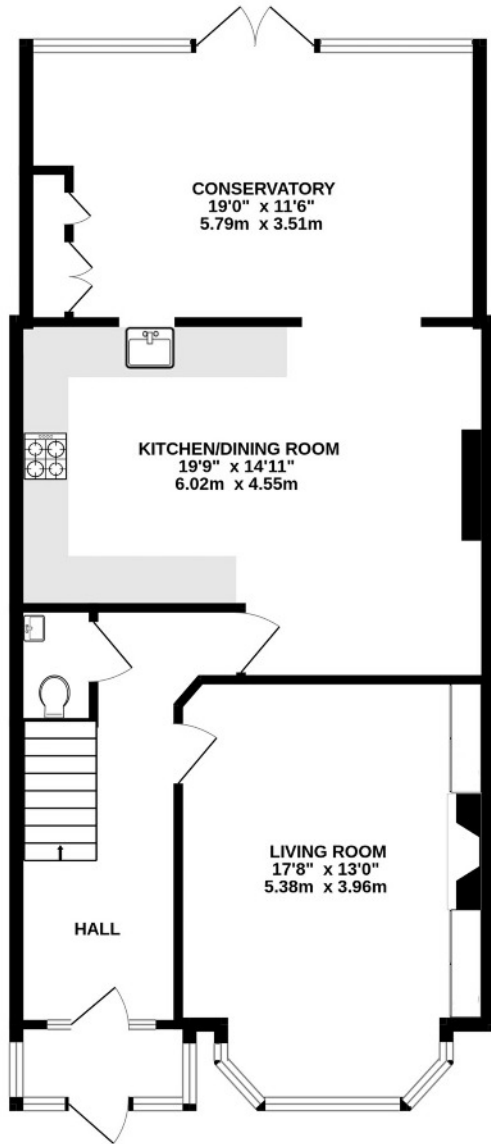 CONSERVATORY
19'0" x 11'6"
5.79m x 3.51m
KITCHEN/DINING ROOM
19'9" x 14'11"
6.02m x 4.55m
LIVING ROOM
17'8" x 13'0"
5.38m x 3.96m
HALL